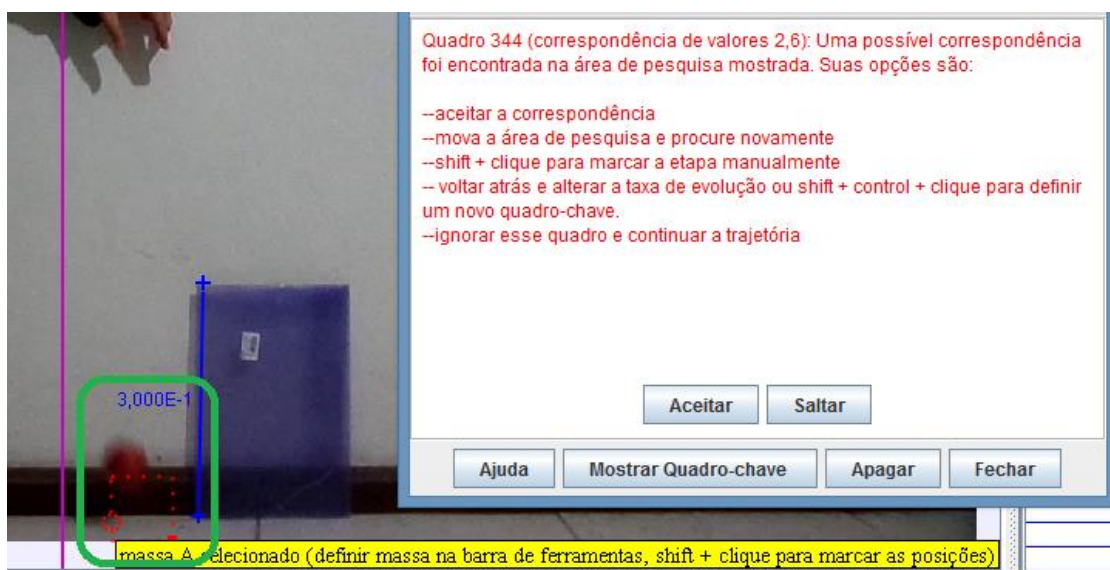 Quadro 344 (correspondência de valores 2,6): Uma possível correspondência
foi encontrada na área de pesquisa mostrada. Suas opções são:
--aceitar a correspondência
--mova a área de pesquisa e procure novamente
--shift + clique para marcar a etapa manualmente
-- voltar atrás e alterar a taxa de evolução ou shift + control + clique para definir
um novo quadro-chave.
--ignorar esse quadro e continuar a trajetória
3,000E-1
Aceitar Saltar
Ajuda Mostrar Quadro-chave Apagar Fechar
massa A selecionado (definir massa na barra de ferramentas, shift + clique para marcar as posições)